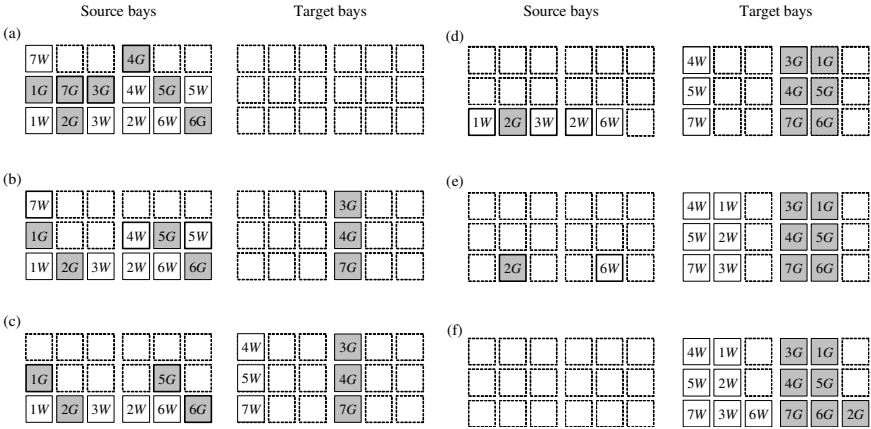 Source bays Target bays Source bays Target bays
(a)
7W 4G
1G 7G 3G 4W 5G 5W
1W 2G 3W 2W 6W 6G
(b)
7W 3G
1G 4W 5G 5W 4G
1W 2G 3W 2W 6W 6G 7G
(c)
4W 3G
1G 5G 5W 4G
1W 2G 3W 2W 6W 6G 7W 7G
(d)
4W 3G 1G
5W 4G 5G
1W 2G 3W 2W 6W 7W 7G 6G
(e)
4W 1W 3G 1G
5W 2W 4G 5G
2G 6W 7W 3W 7G 6G
(f)
4W 1W 3G 1G
5W 2W 4G 5G
7W 3W 6W 7G 6G 2G